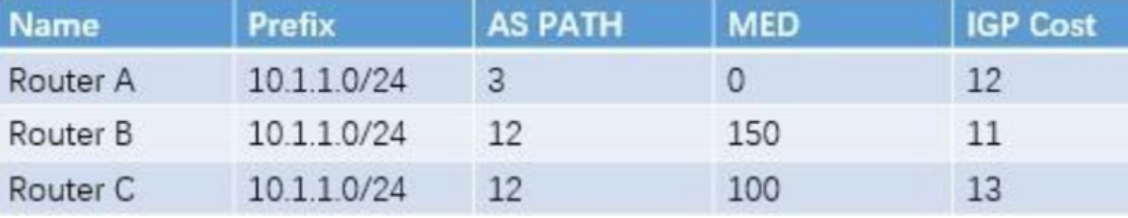 Name Prefix AS PATH MED IGP Cost
Router A 10.1.1.0/24 3 0 12
Router B 10.1.1.0/24 12 150 11
Router C 10.1.1.0/24 12 100 13